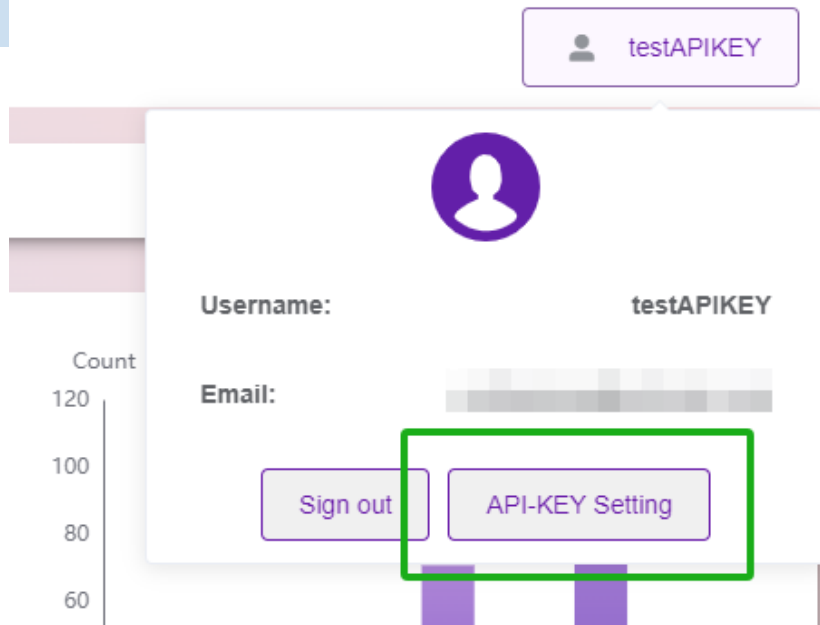 testAPIKEY
Username: testAPIKEY
Count
120
Email:
100
Sign out API-KEY Setting
80
60